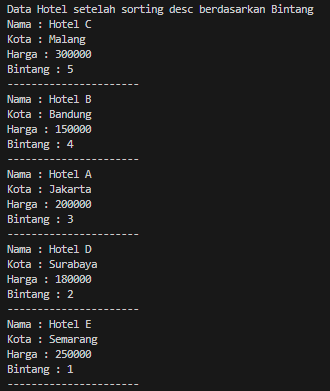 Data Hotel setelah sorting desc berdasarkan Bintang
Nama : Hotel C
Kota : Malang
Harga : 300000
Bintang : 5
----------------------
Nama : Hotel B
Kota : Bandung
Harga : 150000
Bintang : 4
----------------------
Nama : Hotel A
Kota : Jakarta
Harga : 200000
Bintang : 3
----------------------
Nama : Hotel D
Kota : Surabaya
Harga : 180000
Bintang : 2
----------------------
Nama : Hotel E
Kota : Semarang
Harga : 250000
Bintang : 1
----------------------